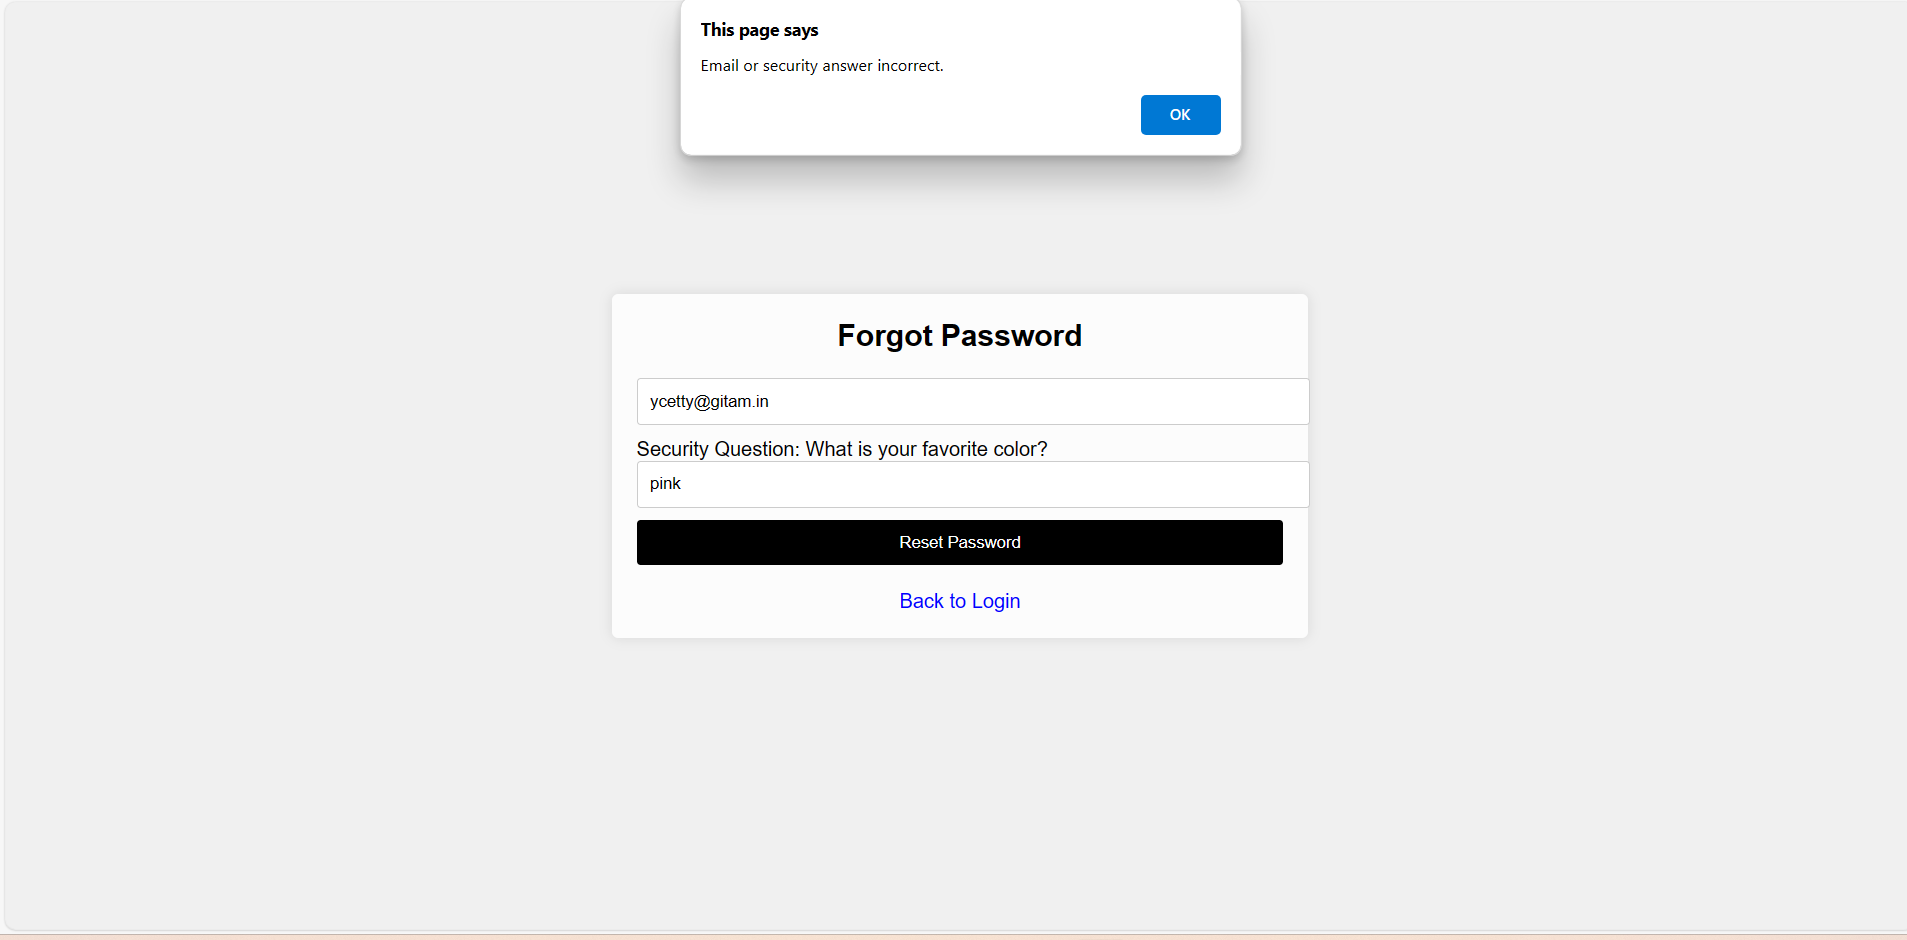 This page says
Email or security answer incorrect.
OK
Forgot Password
ycetty@gitam.in
Security Question: What is your favorite color?
pink
Reset Password
Back to Login